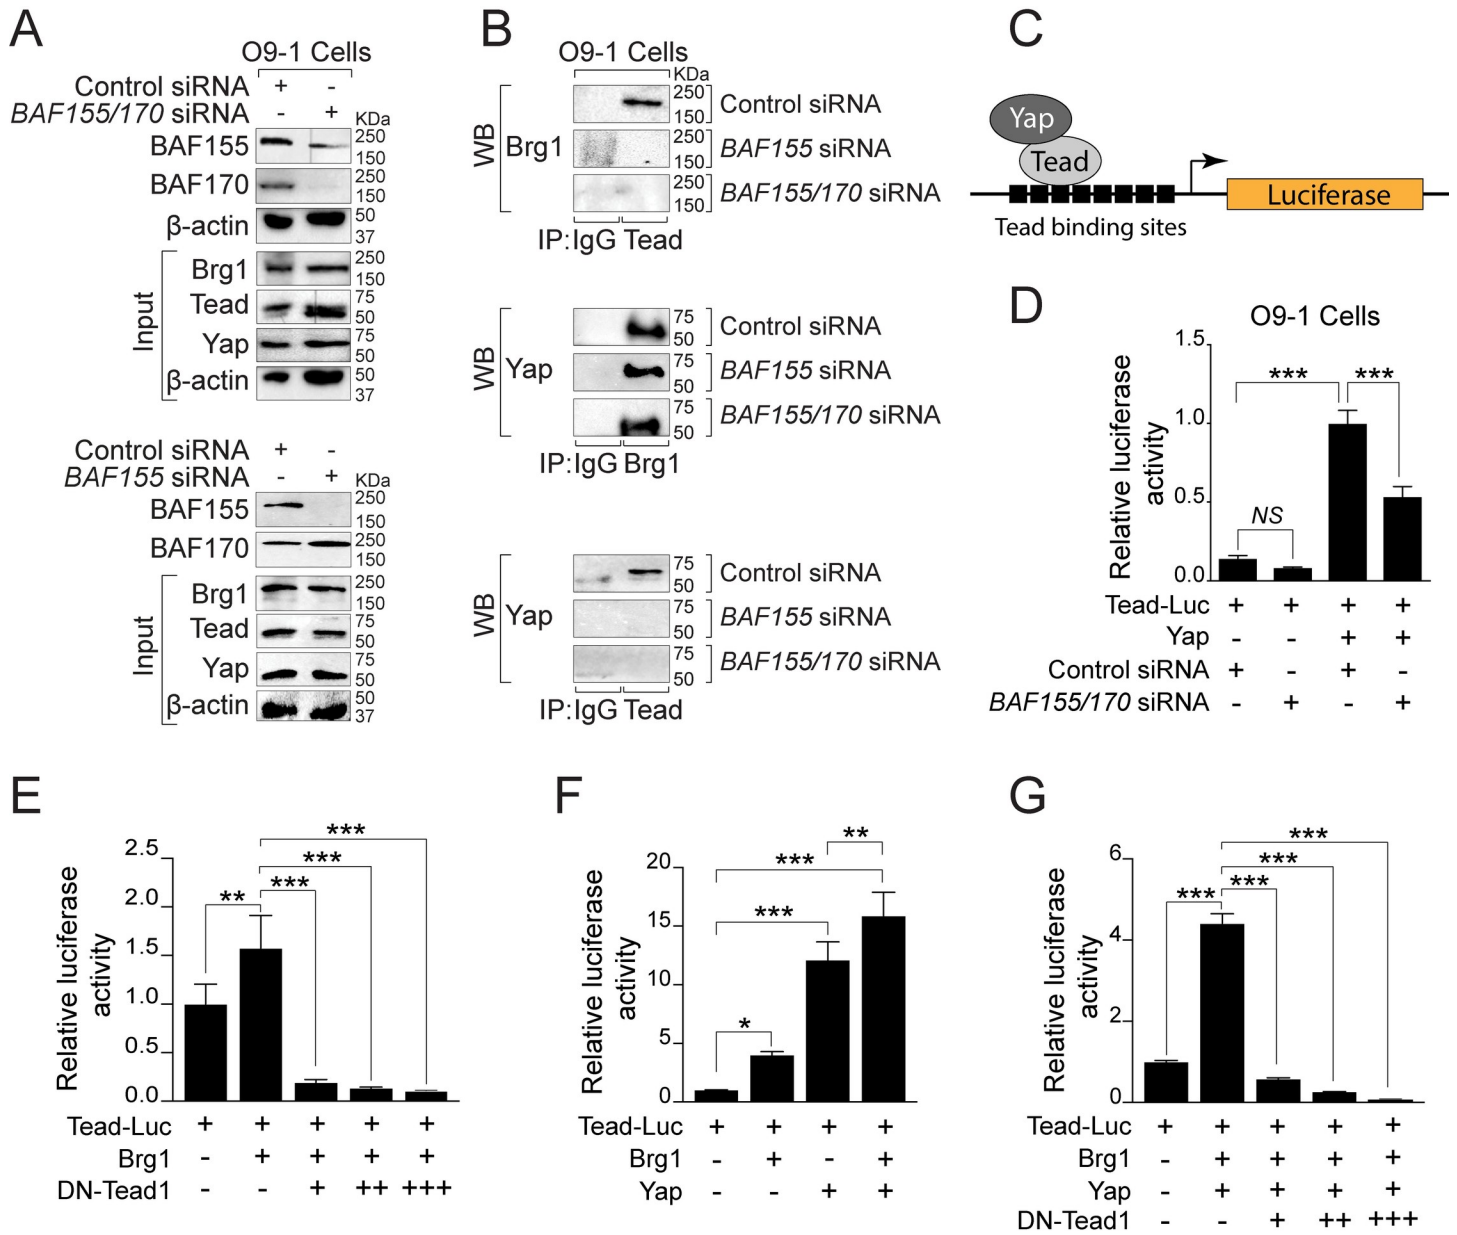 A
O9-1 Cells
Control siRNA + -
BAF155/170 siRNA - + KDa
BAF155 250 150
BAF170 250 150
β-actin 50 37
Input
Brg1 250 150
Tead 75 50
Yap 75 50
β-actin 50 37
Control siRNA + -
BAF155 siRNA - + KDa
BAF155 250 150
BAF170 250 150
Input
Brg1 250 150
Tead 75 50
Yap 75 50
β-actin 50 37
B
O9-1 Cells
KDa
WB Brg1
250 150 Control siRNA
250 150 BAF155 siRNA
250 150 BAF155/170 siRNA
IP: IgG Tead
WB Yap
75 50 Control siRNA
75 50 BAF155 siRNA
75 50 BAF155/170 siRNA
IP: IgG Brg1
WB Yap
75 50 Control siRNA
75 50 BAF155 siRNA
75 50 BAF155/170 siRNA
IP: IgG Tead
C
Yap
Tead
Luciferase
Tead binding sites
D
O9-1 Cells
Relative luciferase activity
1.5
1.0
0.5
0.0
NS *** ***
Tead-Luc + + + +
Yap - - + +
Control siRNA + - + -
BAF155/170 siRNA - + - +
E
Relative luciferase activity
2.5
2.0
1.5
1.0
0.5
0.0
***
***
** ***
Tead-Luc + + + + +
Brg1 - + + + +
DN-Tead1 - - + ++ +++
F
Relative luciferase activity
20
15
10
5
0
**
***
***
*
Tead-Luc + + + +
Brg1 - + - +
Yap - - + +
G
Relative luciferase activity
6
4
2
0
***
***
*** ***
Tead-Luc + + + + +
Brg1 - + + + +
Yap - + + + +
DN-Tead1 - - + ++ +++